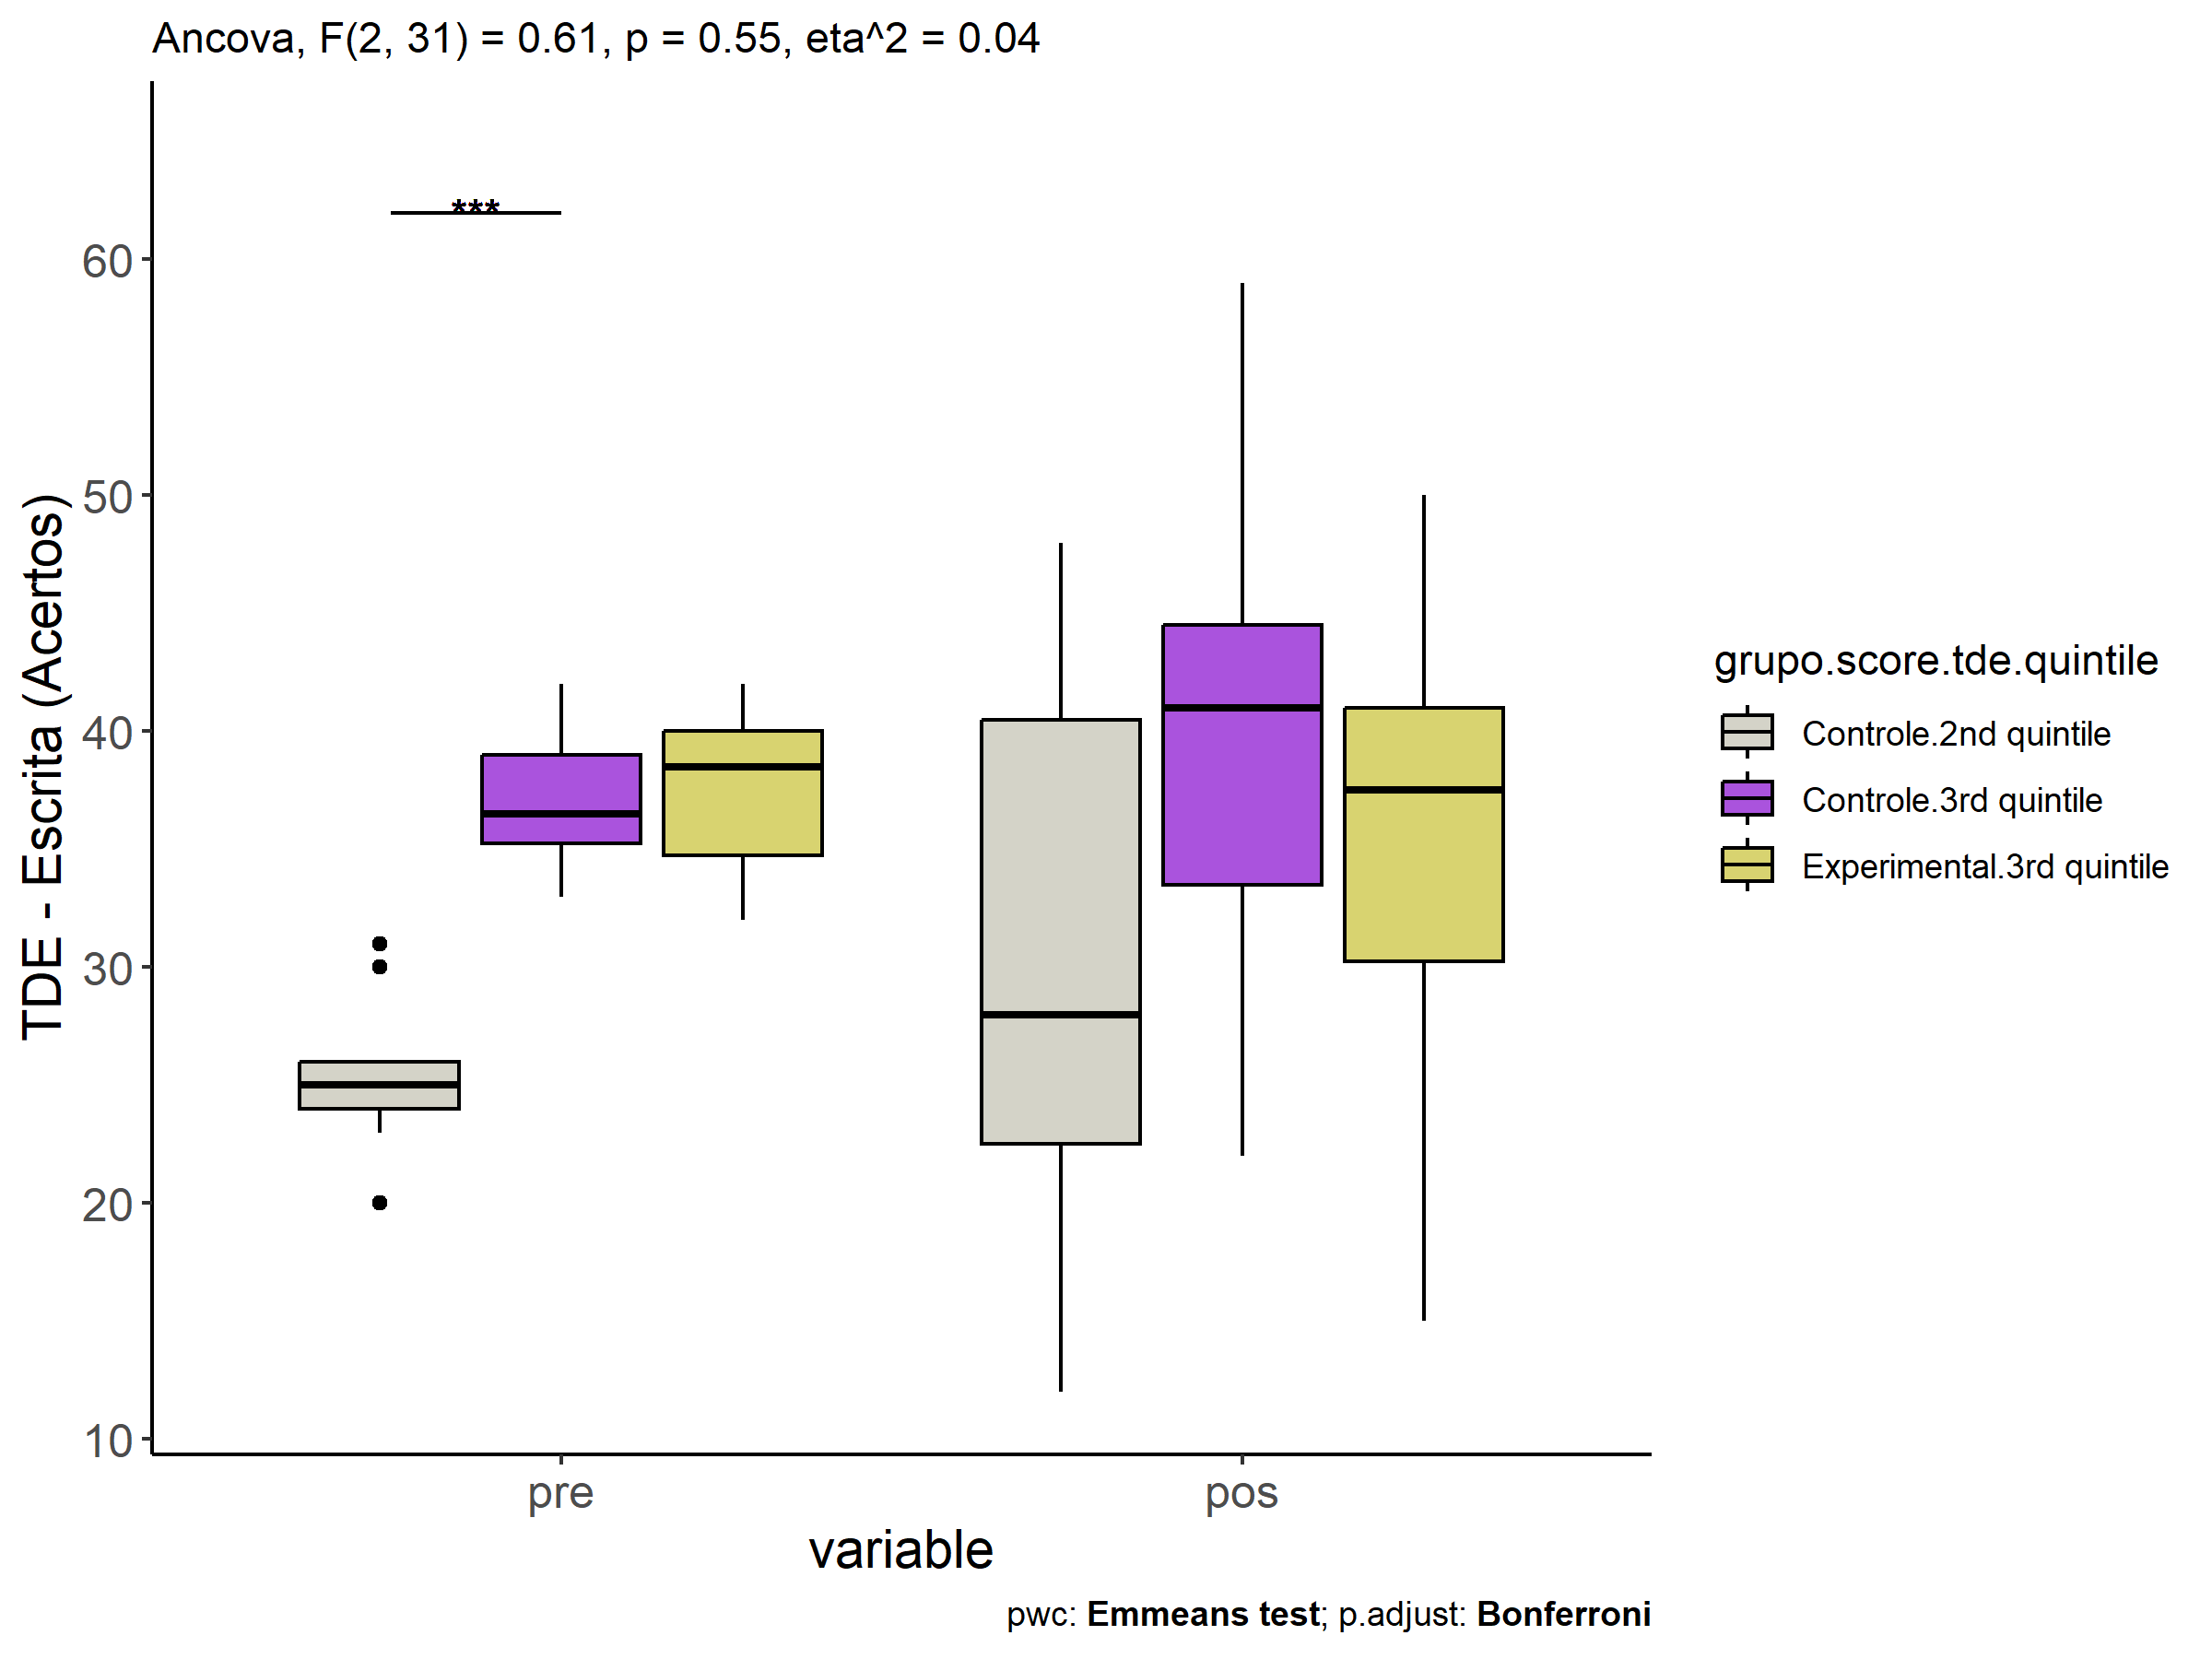 Ancova, F(2, 31) = 0.61, p = 0.55, eta^2 = 0.04
***
60
50
40
30
20
10
TDE - Escrita (Acertos)
pre
pos
variable
grupo.score.tde.quintile
Controle.2nd quintile
Controle.3rd quintile
Experimental.3rd quintile
pwc: Emmeans test; p.adjust: Bonferroni